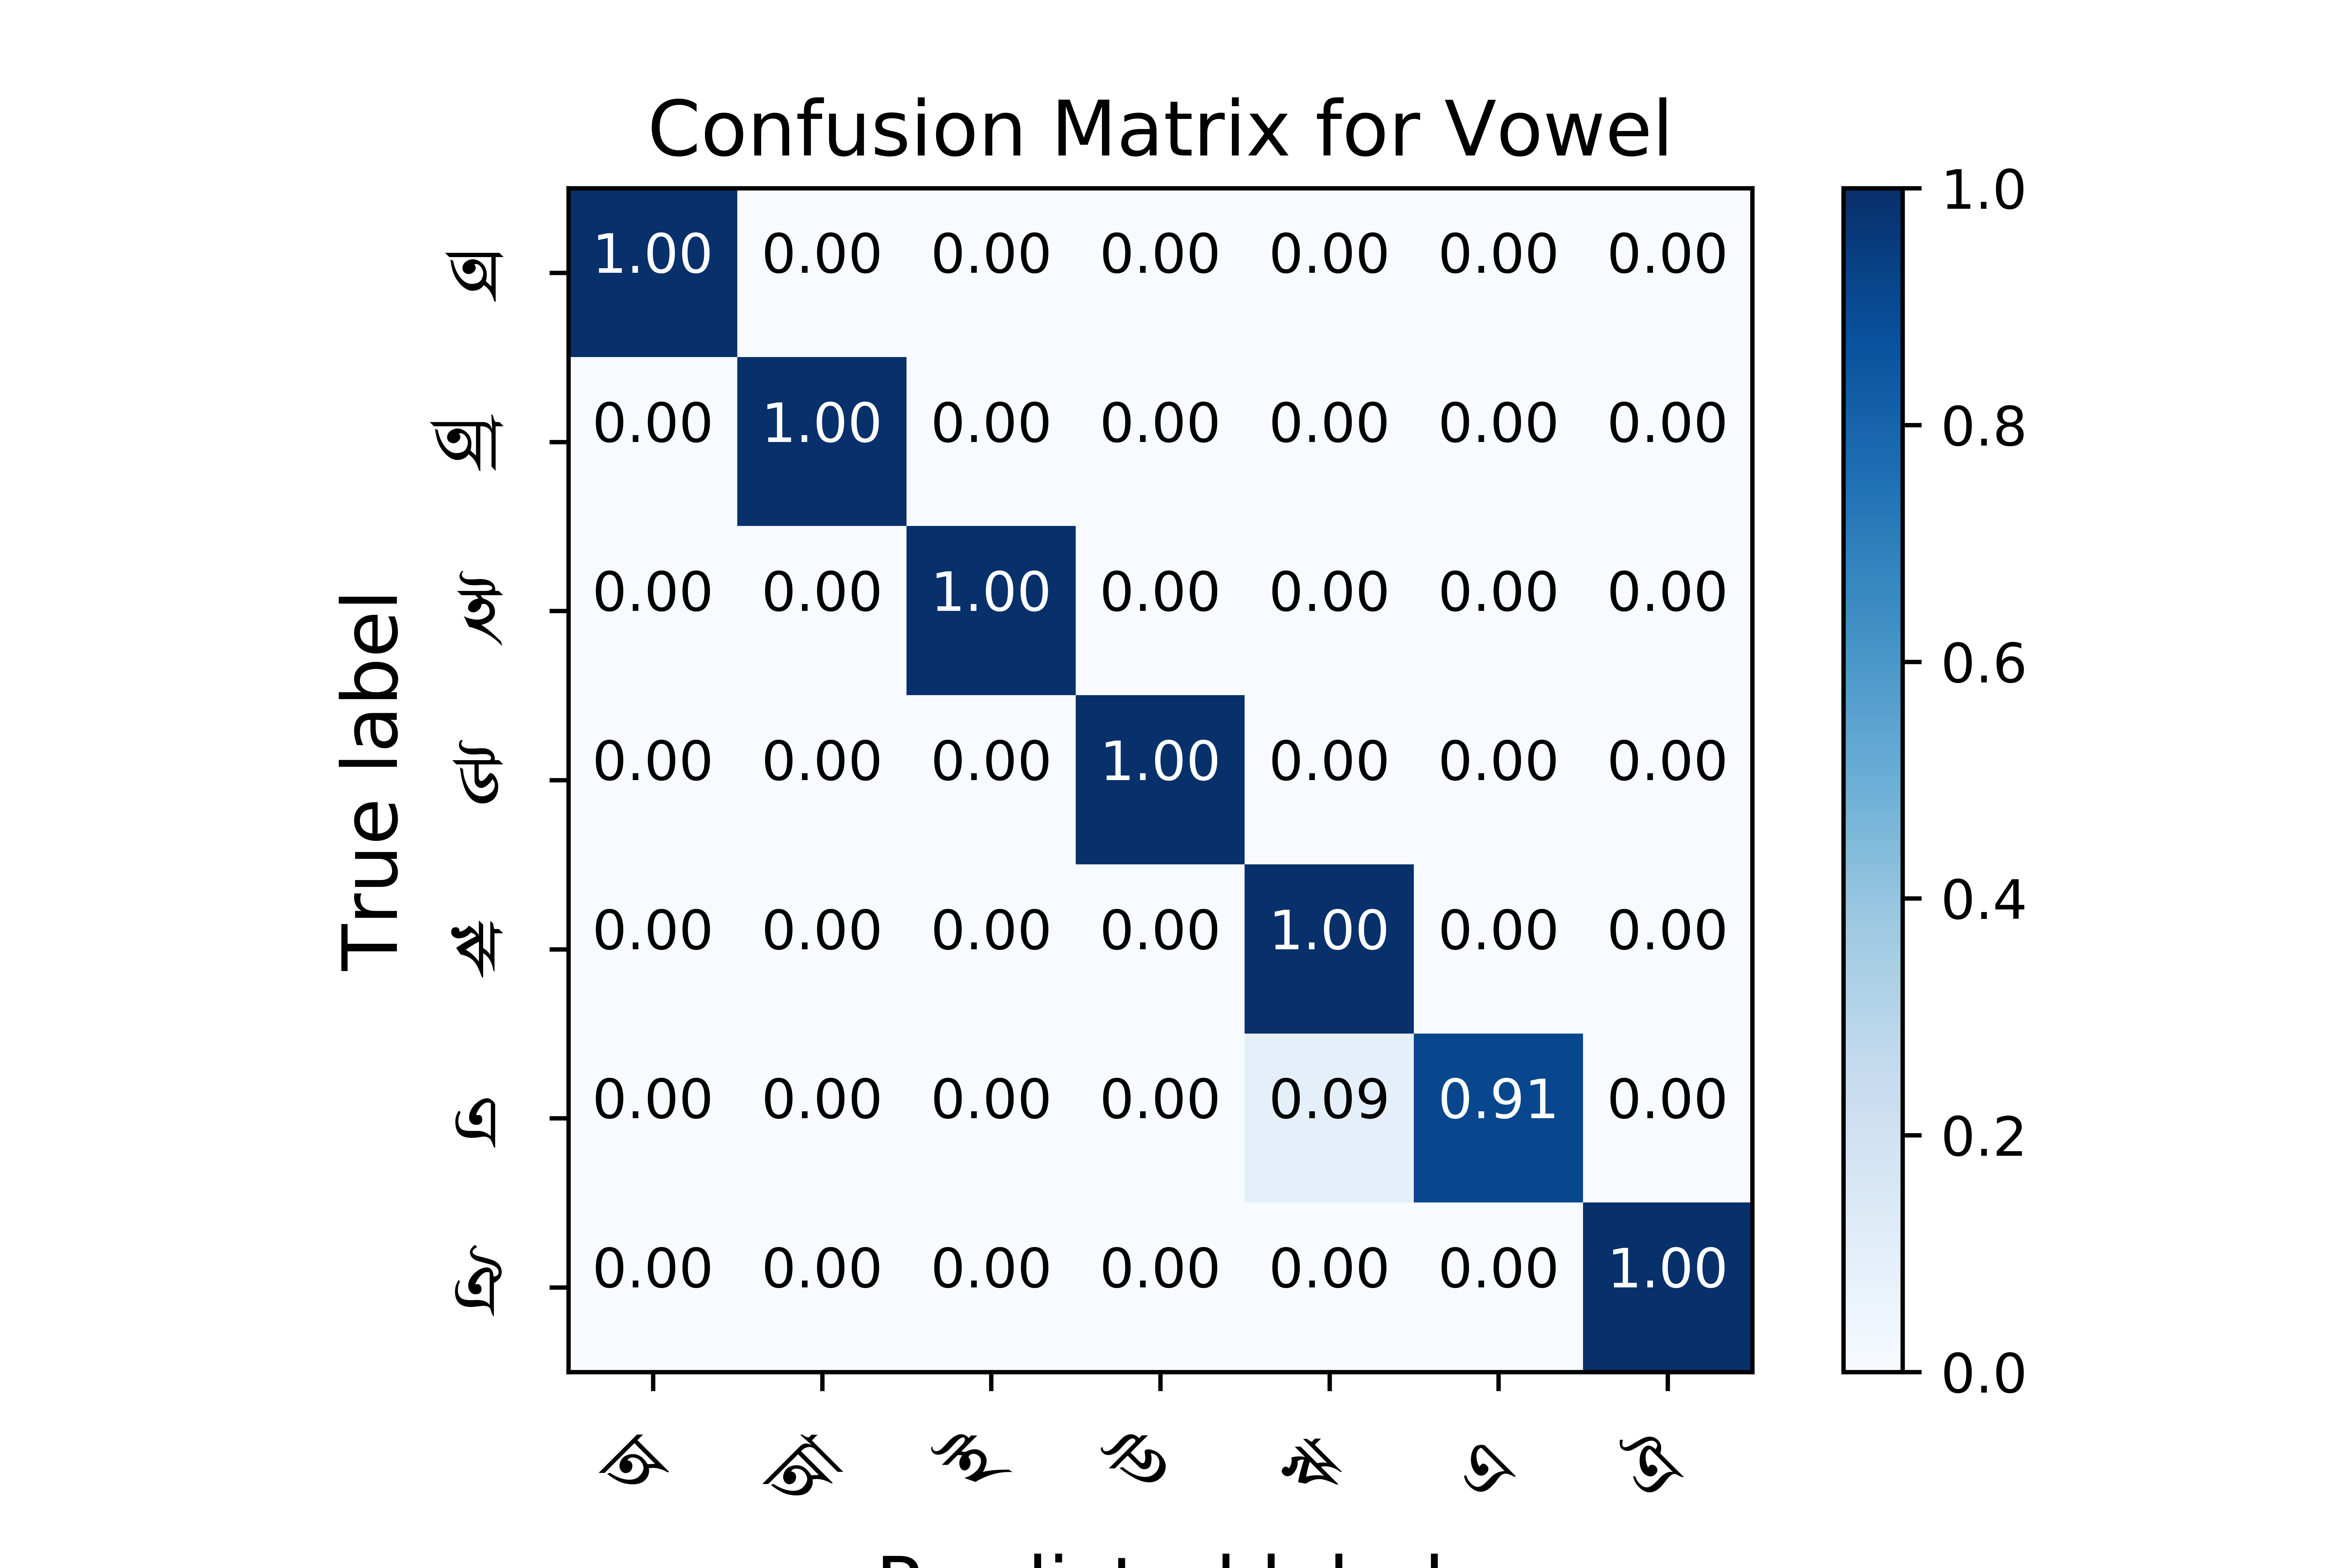 Confusion Matrix for Vowel
True label
অ 1.00 0.00 0.00 0.00 0.00 0.00 0.00
আ 0.00 1.00 0.00 0.00 0.00 0.00 0.00
ই 0.00 0.00 1.00 0.00 0.00 0.00 0.00
উ 0.00 0.00 0.00 1.00 0.00 0.00 0.00
ঋ 0.00 0.00 0.00 0.00 1.00 0.00 0.00
এ 0.00 0.00 0.00 0.00 0.09 0.91 0.00
ঐ 0.00 0.00 0.00 0.00 0.00 0.00 1.00
অ আ ই উ ঋ এ ঐ
Predicted label
1.0
0.8
0.6
0.4
0.2
0.0